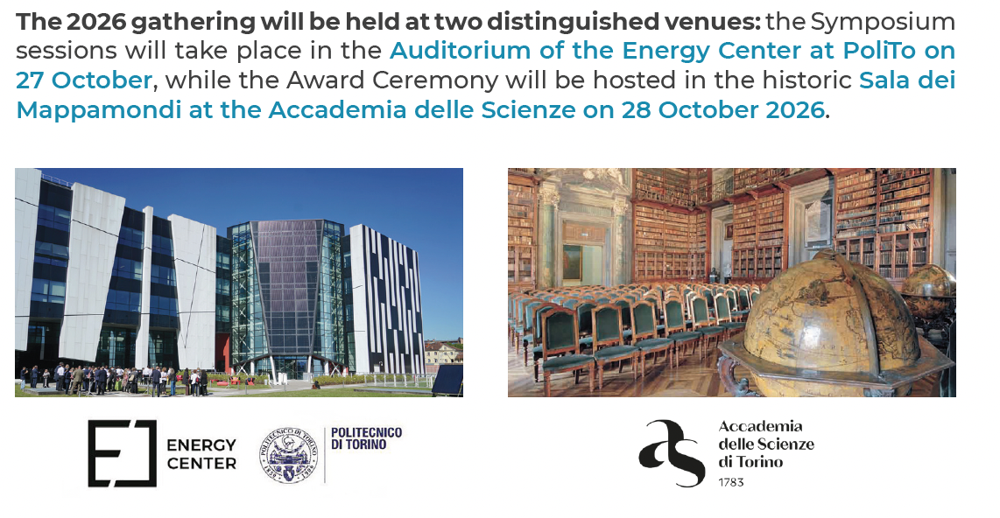 The 2026 gathering will be held at two distinguished venues: the Symposium
sessions will take place in the Auditorium of the Energy Center at PoliTo on
27 October, while the Award Ceremony will be hosted in the historic Sala dei
Mappamondi at the Accademia delle Scienze on 28 October 2026.
ENERGY
CENTER
POLITECNICO DI TORINO
POLITECNICO
DI TORINO
Accademia
delle Scienze
di Torino
1783